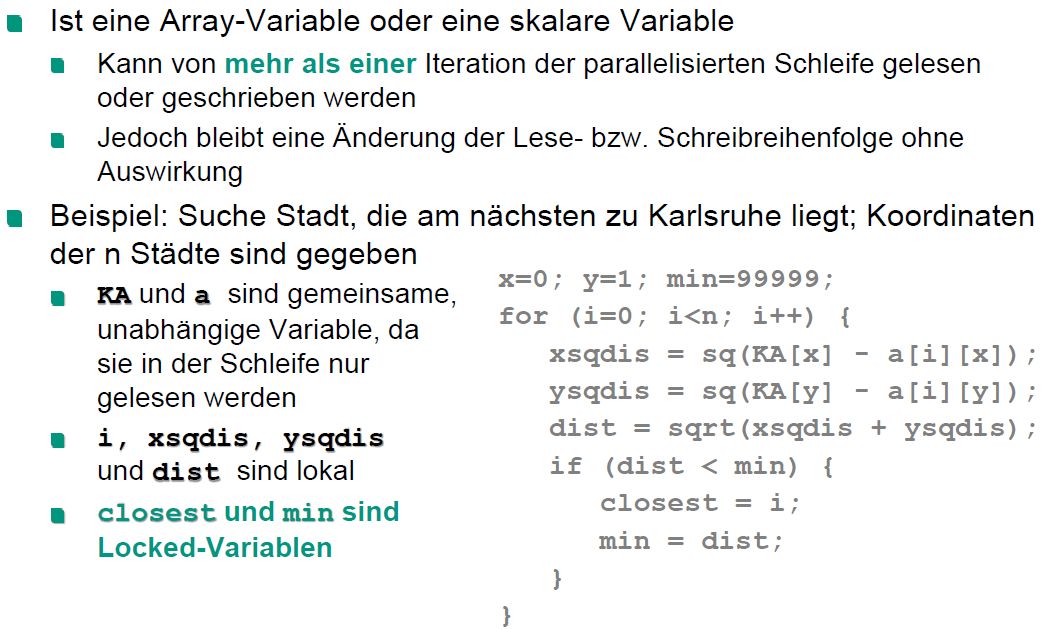 Ist eine Array-Variable oder eine skalare Variable
Kann von mehr als einer Iteration der parallelisierten Schleife gelesen
oder geschrieben werden
Jedoch bleibt eine Änderung der Lese- bzw. Schreibreihenfolge ohne
Auswirkung
Beispiel: Suche Stadt, die am nächsten zu Karlsruhe liegt; Koordinaten
der n Städte sind gegeben
KA und a sind gemeinsame,
unabhängige Variable, da
sie in der Schleife nur
gelesen werden
i, xsqdis, ysqdis
und dist sind lokal
closest und min sind
Locked-Variablen
x=0; y=1; min=99999;
for (i=0; i<n; i++) {
xsqdis = sq(KA[x] - a[i][x]);
ysqdis = sq(KA[y] - a[i][y]);
dist = sqrt(xsqdis + ysqdis);
if (dist < min) {
closest = i;
min = dist;
}
}